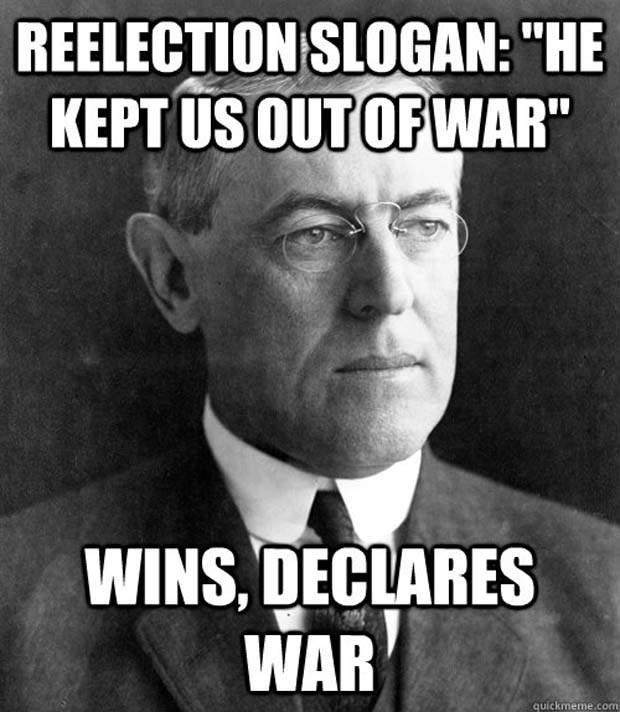 REELECTION SLOGAN: "HE
KEPT US OUT OF WAR"
WINS, DECLARES
WAR
quickmeme.com